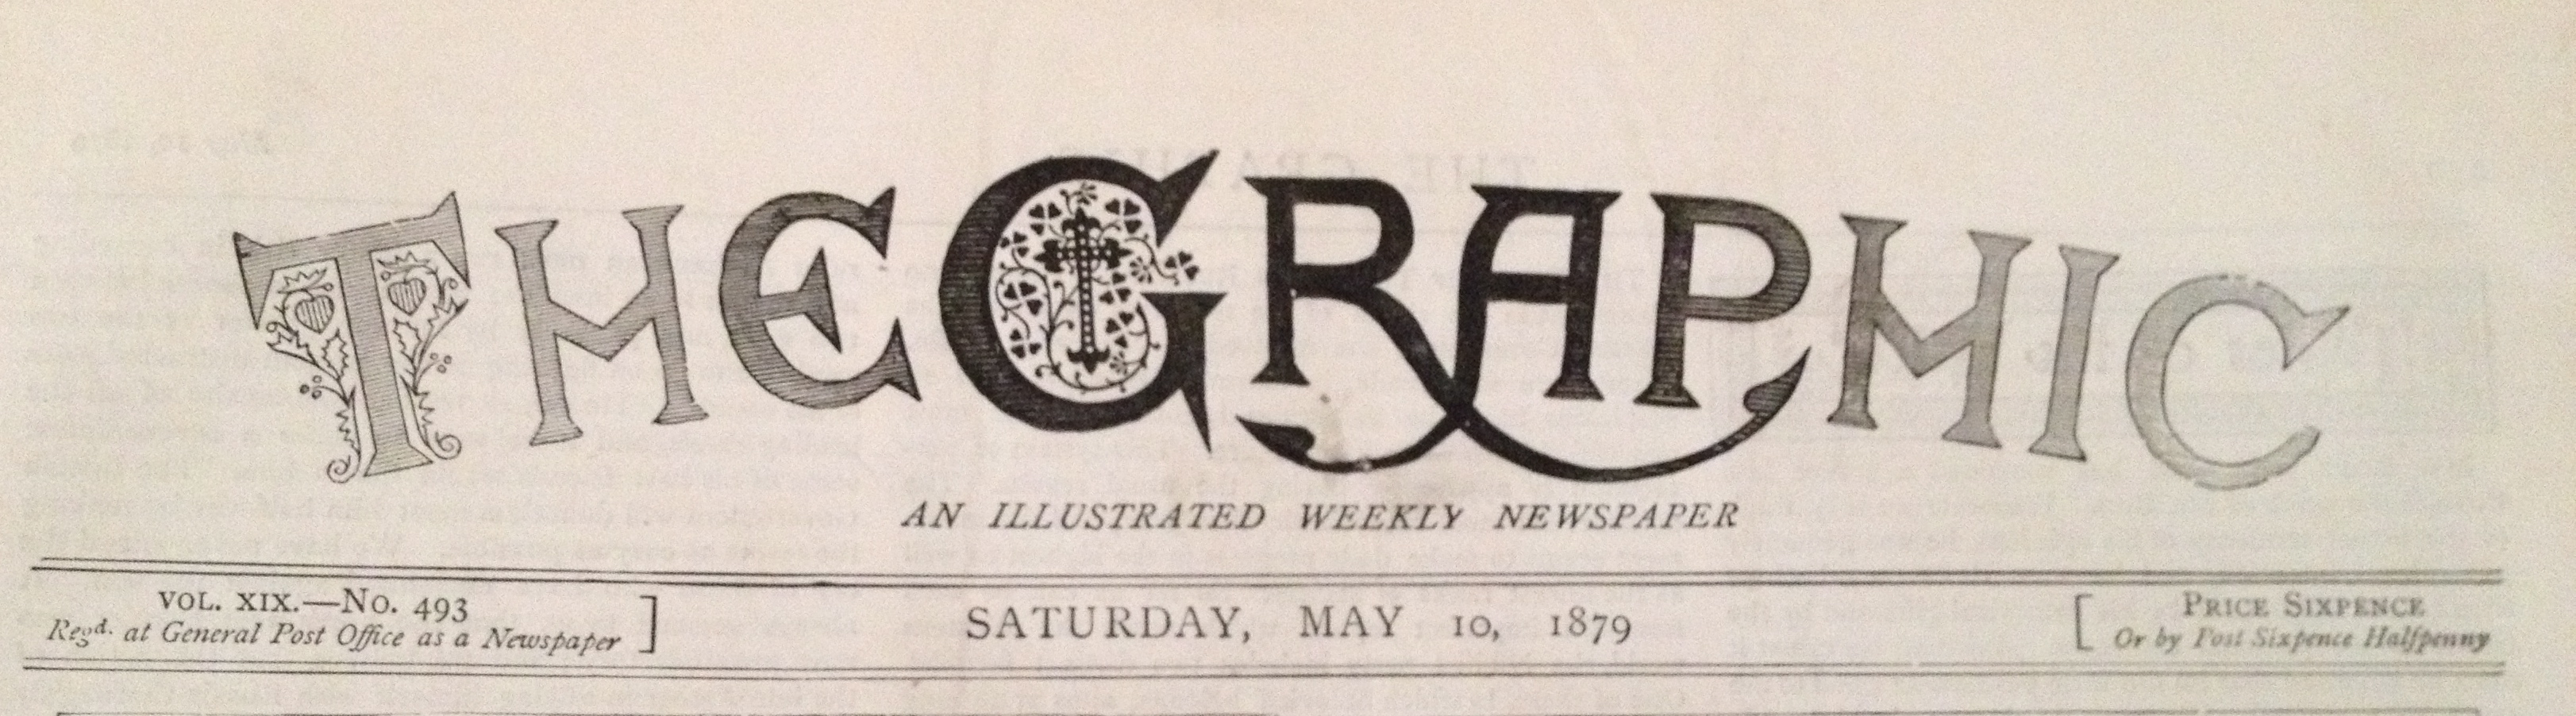 THE GRAPHIC
AN ILLUSTRATED WEEKLY NEWSPAPER
VOL. XIX.—No. 493
Regd. at General Post Office as a Newspaper
SATURDAY, MAY 10, 1879
PRICE SIXPENCE
Or by Post Sixpence Halfpenny